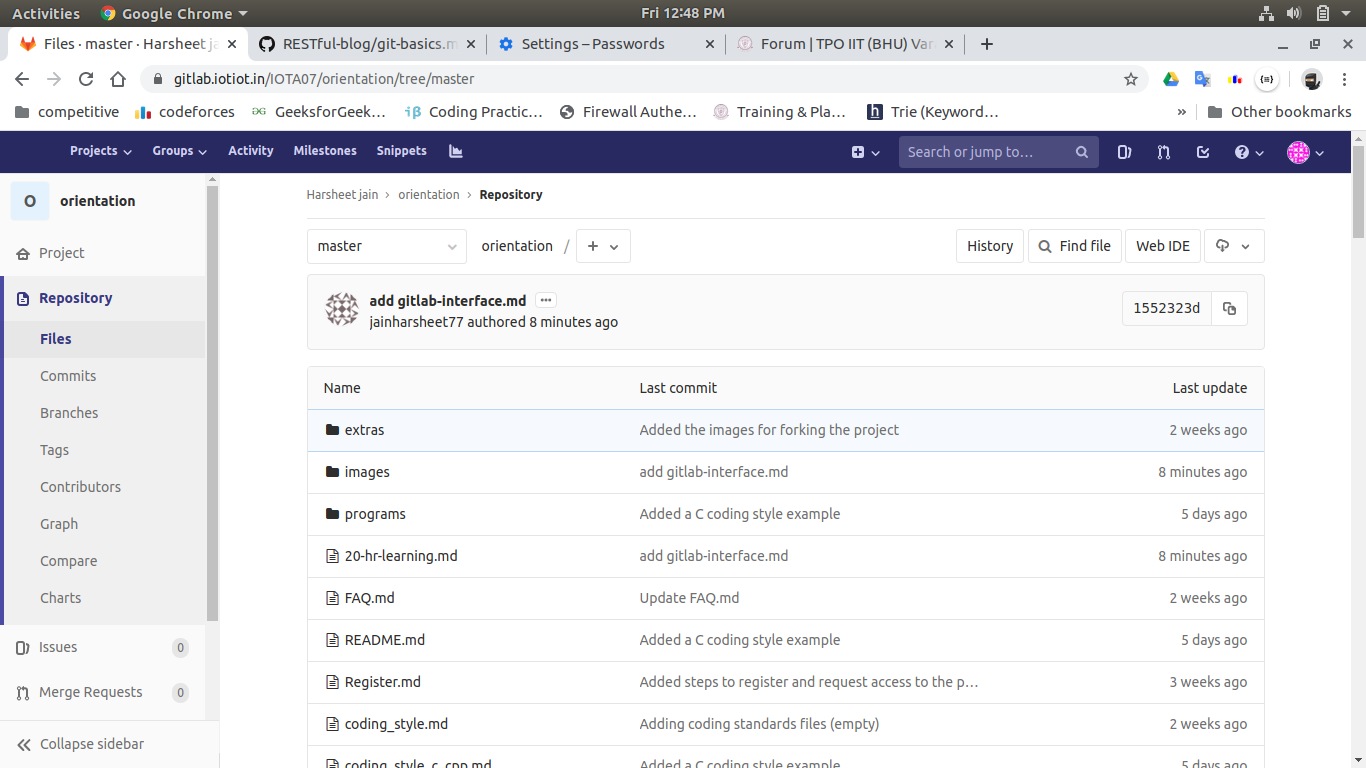 Activities Google Chrome Fri 12:48 PM
Files · master · Harsheet ja RESTful-blog/git-basics.m Settings – Passwords Forum | TPO IIT (BHU) Var
gitlab.iotiot.in/IOTA07/orientation/tree/master
competitive codeforces GeeksforGeek… Coding Practic… Firewall Authe… Training & Pla… Trie (Keyword… » Other bookmarks
Projects Groups Activity Milestones Snippets Search or jump to…
O orientation
Harsheet jain › orientation › Repository
Project
Repository
Files
Commits
Branches
Tags
Contributors
Graph
Compare
Charts
Issues 0
Merge Requests 0
Collapse sidebar
master orientation / + History Find file Web IDE
add gitlab-interface.md
jainharsheet77 authored 8 minutes ago
1552323d
Name Last commit Last update
extras Added the images for forking the project 2 weeks ago
images add gitlab-interface.md 8 minutes ago
programs Added a C coding style example 5 days ago
20-hr-learning.md add gitlab-interface.md 8 minutes ago
FAQ.md Update FAQ.md 2 weeks ago
README.md Added a C coding style example 5 days ago
Register.md Added steps to register and request access to the p… 3 weeks ago
coding_style.md Adding coding standards files (empty) 2 weeks ago
coding_style_c_cpp.md Added a C coding style example 5 days ago